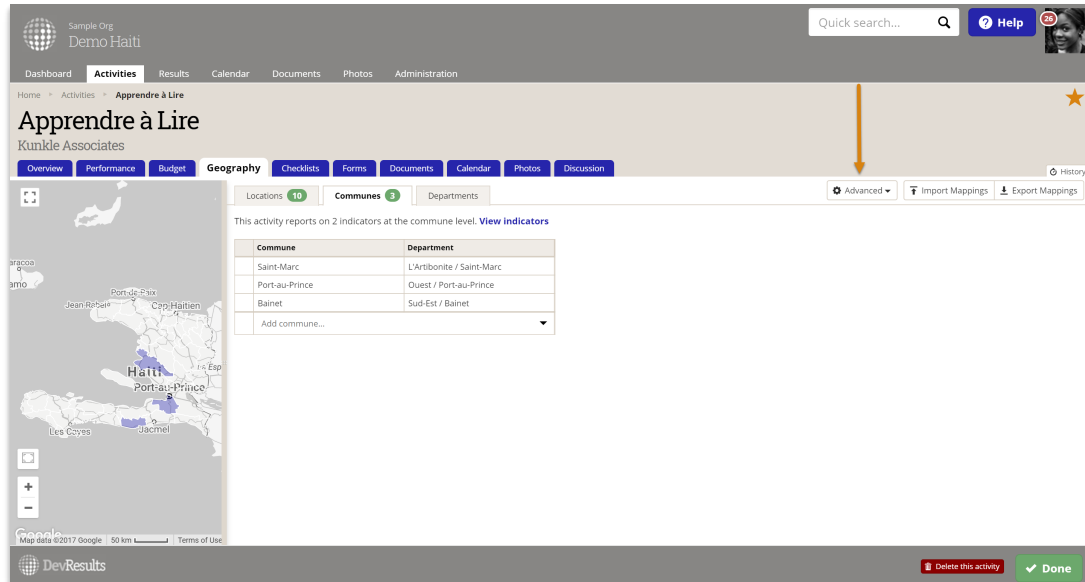 Sample Org
Demo Haiti
Quick search...
Help
26
Dashboard Activities Results Calendar Documents Photos Administration
Home Activities Apprendre à Lire
Apprendre à Lire
Kunkle Associates
Overview Performance Budget Geography Checklists Forms Documents Calendar Photos Discussion
History
Locations 10 Communes 3 Departments
Advanced Import Mappings Export Mappings
This activity reports on 2 indicators at the commune level. View indicators
Commune Department
Saint-Marc L'Artibonite / Saint-Marc
Port-au-Prince Ouest / Port-au-Prince
Bainet Sud-Est / Bainet
Add commune...
aracoa
amo
Port-de-Paix
Jean Rabel Cap-Haitien
Haiti
Esp
Port-au-Prince
Les Cayes Jacmel
+
−
Google
Map data ©2017 Google 50 km Terms of Use
DevResults
Delete this activity
Done